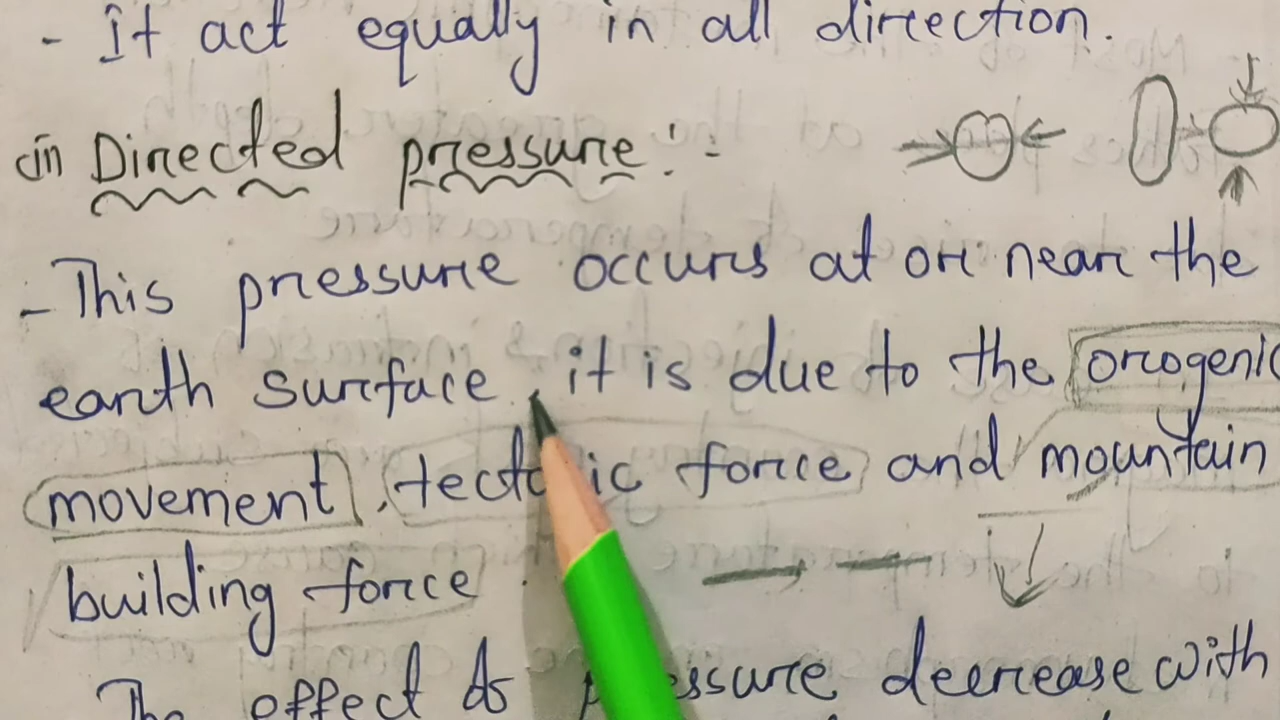 - It act equally in all direction.
(ii) Directed pressure :-
- This pressure occurs at or near the
earth surface, it is due to the orogenic
movement, tectonic force and mountain
building force
The effect of pressure decrease with